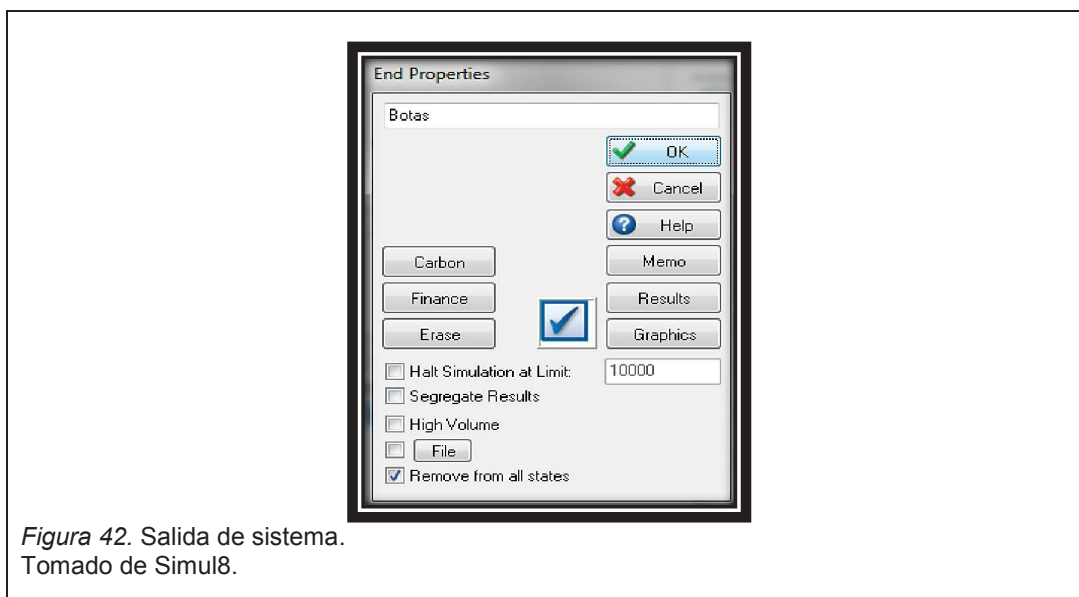 End Properties
Botas
OK
Cancel
Help
Carbon
Memo
Finance
Results
Erase
Graphics
Halt Simulation at Limit:
10000
Segregate Results
High Volume
File
Remove from all states
Figura 42. Salida de sistema.
Tomado de Simul8.